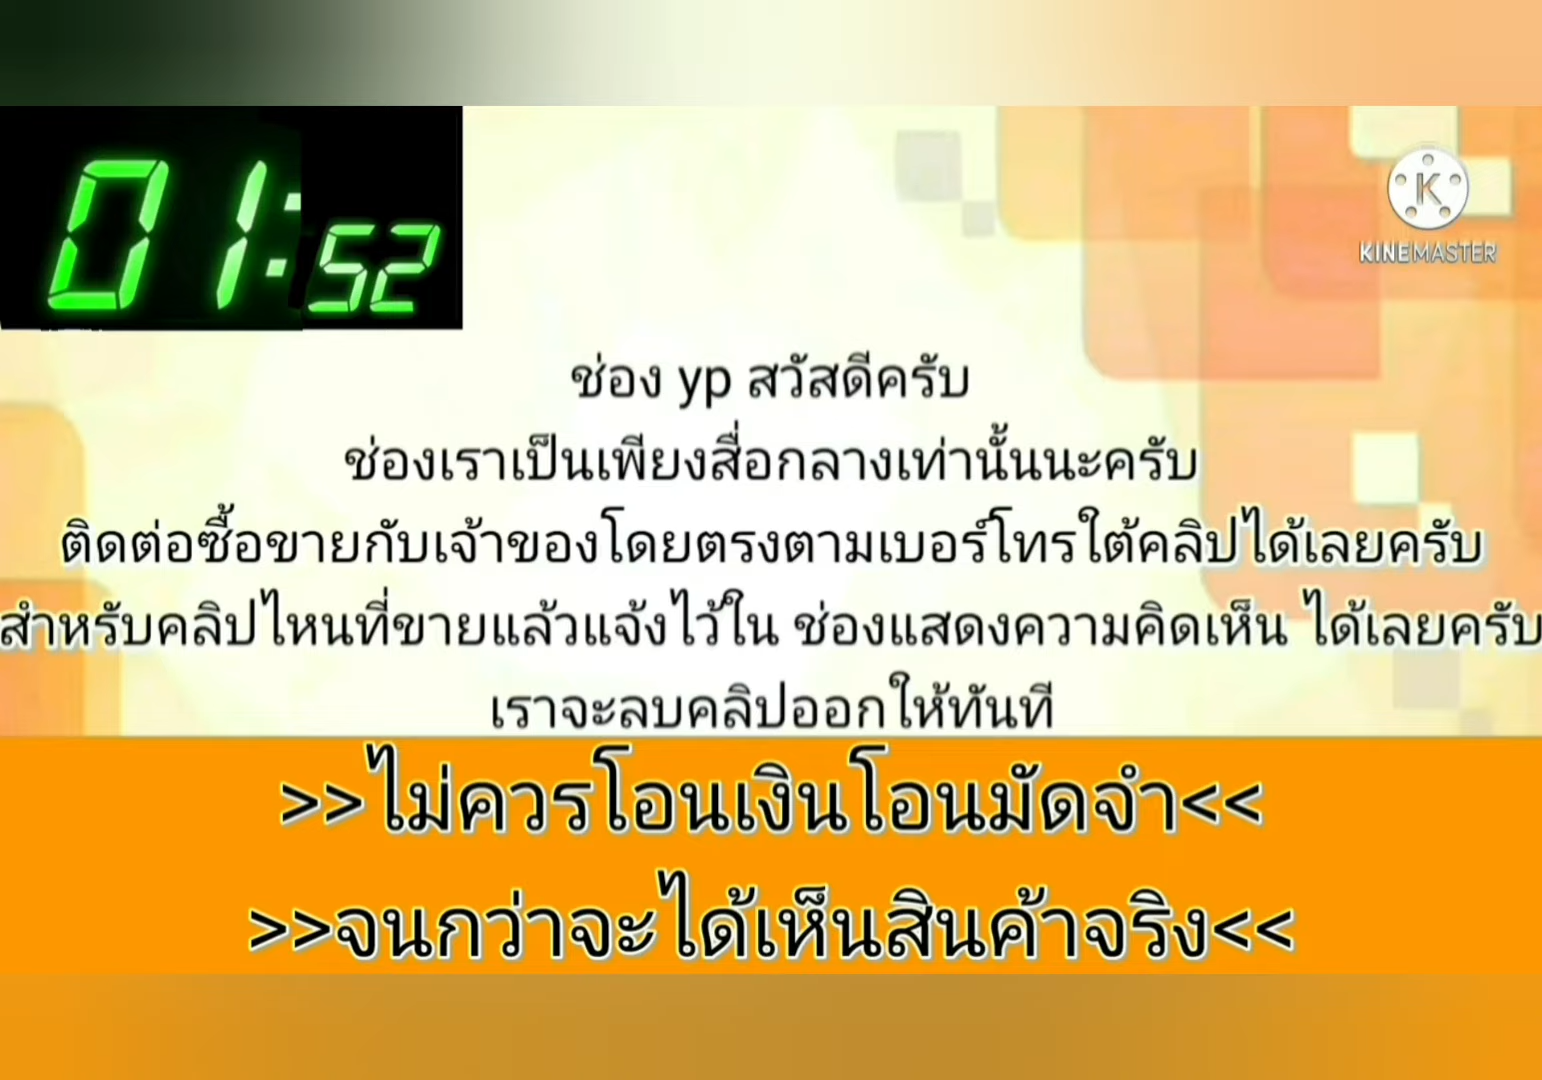 01:52
K
KINEMASTER
ช่อง yp สวัสดีครับ
ช่องเราเป็นเพียงสื่อกลางเท่านั้นนะครับ
ติดต่อซื้อขายกับเจ้าของโดยตรงตามเบอร์โทรใต้คลิปได้เลยครับ
สำหรับคลิปไหนที่ขายแล้วแจ้งไว้ใน ช่องแสดงความคิดเห็น ได้เลยครับ
เราจะลบคลิปออกให้ทันที
>>ไม่ควรโอนเงินโอนมัดจำ<<
>>จนกว่าจะได้เห็นสินค้าจริง<<